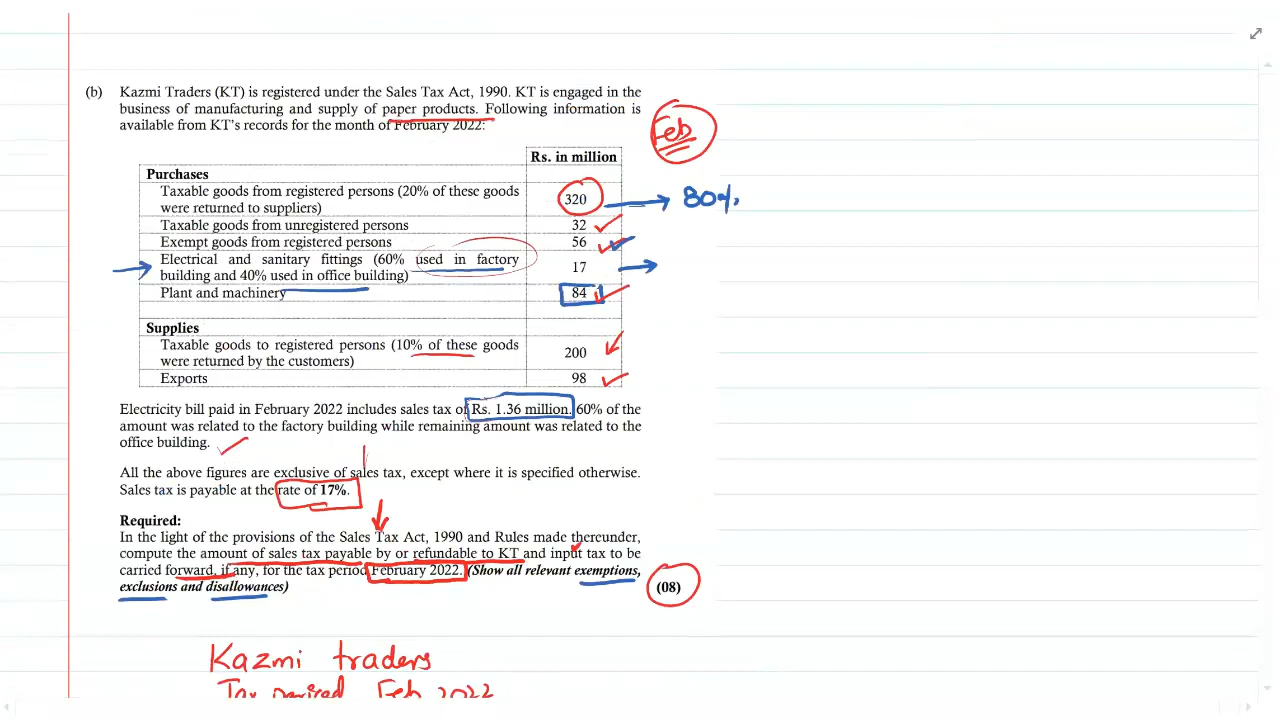 (b) Kazmi Traders (KT) is registered under the Sales Tax Act, 1990. KT is engaged in the
business of manufacturing and supply of paper products. Following information is
available from KT's records for the month of February 2022:
Feb
Rs. in million
Purchases
Taxable goods from registered persons (20% of these goods
were returned to suppliers) 320 80%
Taxable goods from unregistered persons 32
Exempt goods from registered persons 56
Electrical and sanitary fittings (60% used in factory
building and 40% used in office building) 17
Plant and machinery 84
Supplies
Taxable goods to registered persons (10% of these goods
were returned by the customers) 200
Exports 98
Electricity bill paid in February 2022 includes sales tax of Rs. 1.36 million. 60% of the
amount was related to the factory building while remaining amount was related to the
office building.
All the above figures are exclusive of sales tax, except where it is specified otherwise.
Sales tax is payable at the rate of 17%.
Required:
In the light of the provisions of the Sales Tax Act, 1990 and Rules made thereunder,
compute the amount of sales tax payable by or refundable to KT and input tax to be
carried forward, if any, for the tax period February 2022. (Show all relevant exemptions,
exclusions and disallowances) (08)
Kazmi traders
Tax period Feb 2022